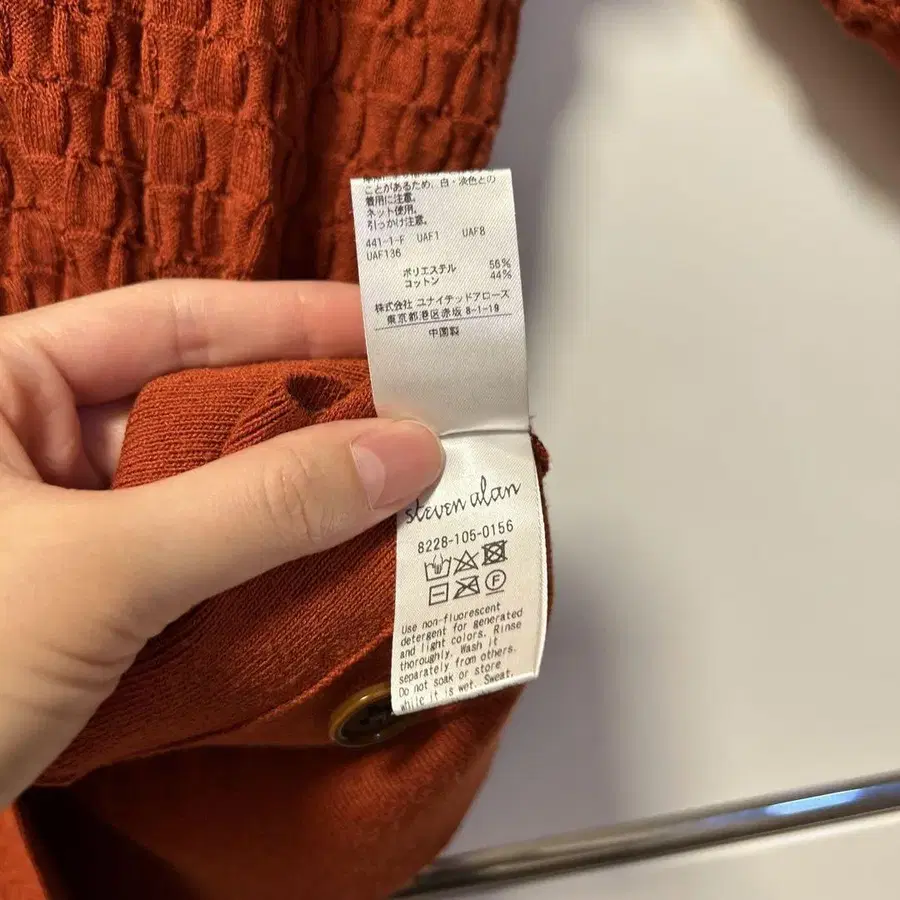 ことがあるため、白・淡色との
着用に注意。
ネット使用。
引っかけ注意。
441-1-F UAF1 UAF8
UAF136
ポリエステル 56%
コットン 44%
株式会社 ユナイテッドアローズ
東京都港区赤坂 8-1-19
中国製
steven alan
8228-105-0156
F
Use non-fluorescent
detergent for generated
and light colors. Rinse
thoroughly. Wash it
separately from others.
Do not soak or store
while it is wet. Sweat,